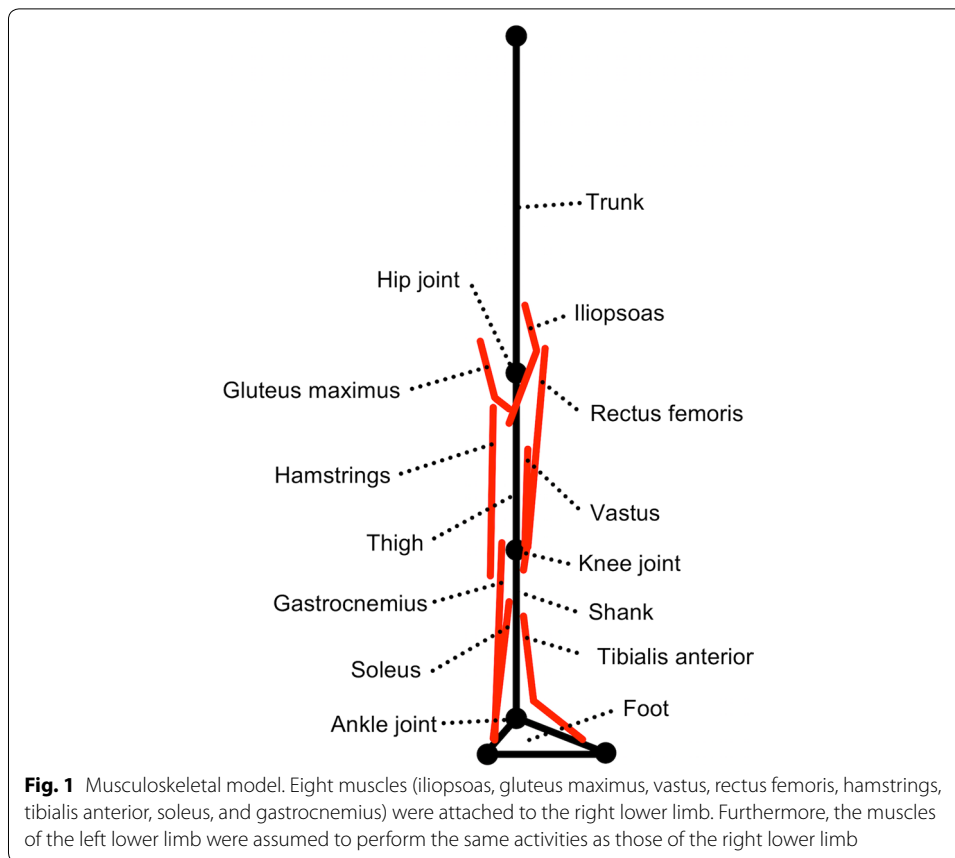 Trunk
Hip joint
Iliopsoas
Gluteus maximus
Rectus femoris
Hamstrings
Vastus
Thigh
Knee joint
Gastrocnemius
Shank
Soleus
Tibialis anterior
Foot
Ankle joint
Fig. 1 Musculoskeletal model. Eight muscles (iliopsoas, gluteus maximus, vastus, rectus femoris, hamstrings,
tibialis anterior, soleus, and gastrocnemius) were attached to the right lower limb. Furthermore, the muscles
of the left lower limb were assumed to perform the same activities as those of the right lower limb